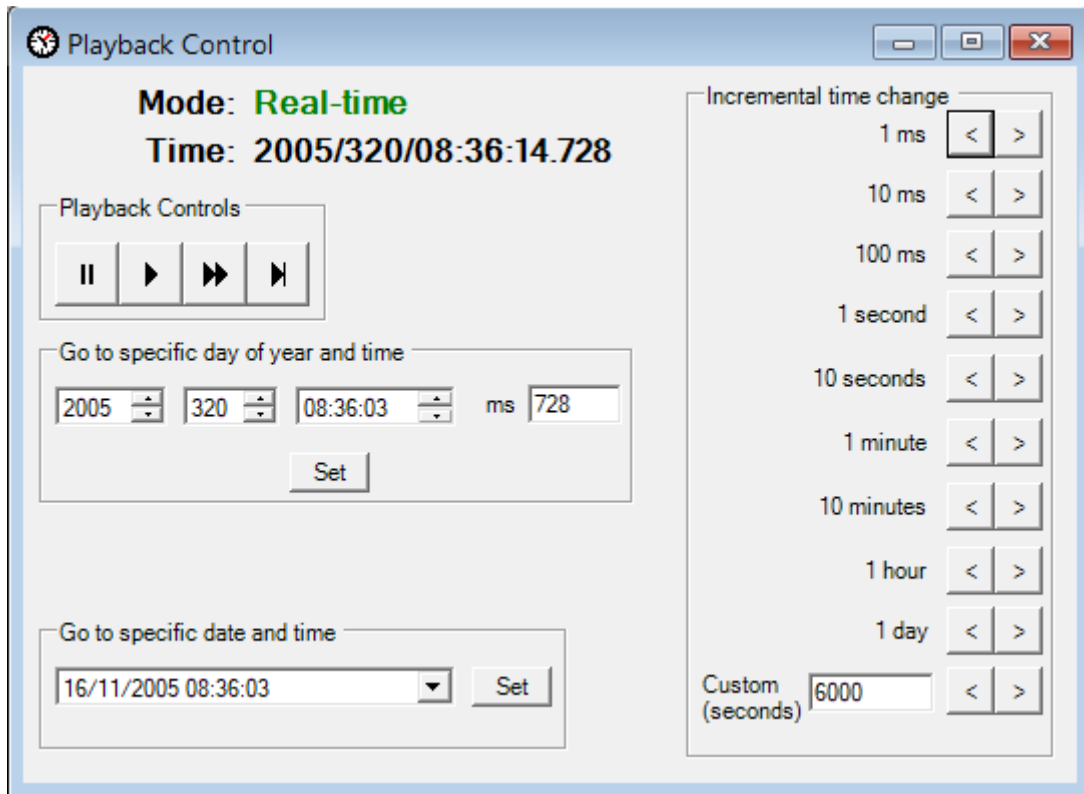 Playback Control
Mode: Real-time
Time: 2005/320/08:36:14.728
Playback Controls
Go to specific day of year and time
2005 320 08:36:03 ms 728
Set
Go to specific date and time
16/11/2005 08:36:03 Set
Incremental time change
1 ms < >
10 ms < >
100 ms < >
1 second < >
10 seconds < >
1 minute < >
10 minutes < >
1 hour < >
1 day < >
Custom
(seconds) 6000 < >